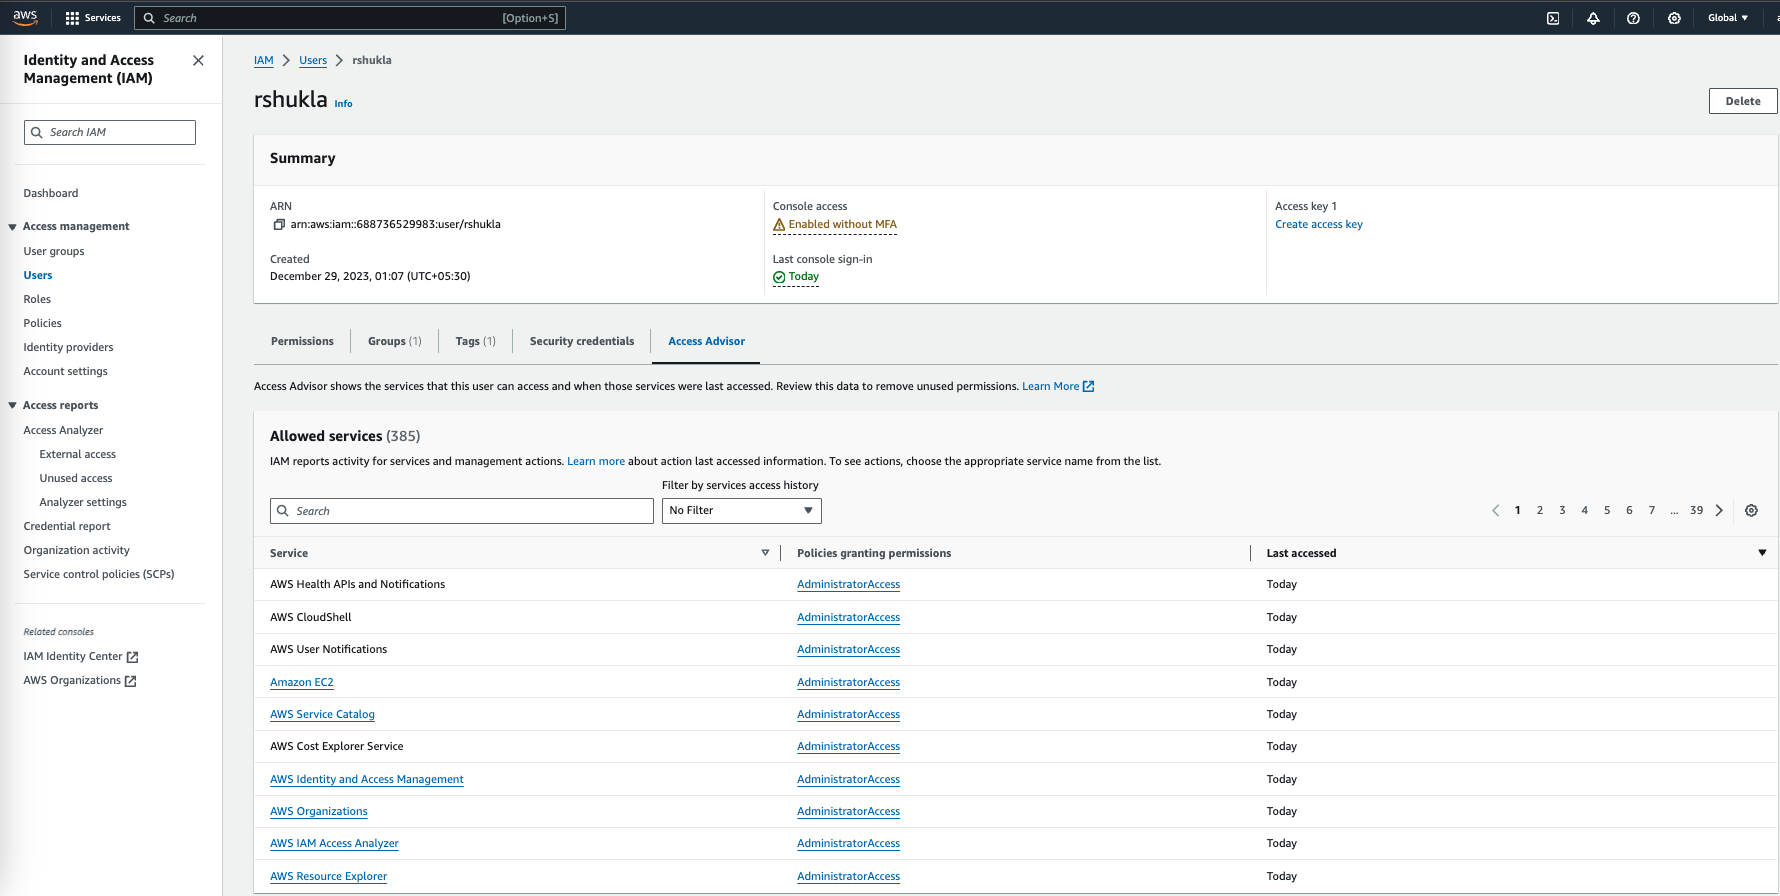 aws
Services
Search
[Option+S]
Global
Identity and Access
Management (IAM)
Search IAM
Dashboard
Access management
User groups
Users
Roles
Policies
Identity providers
Account settings
Access reports
Access Analyzer
External access
Unused access
Analyzer settings
Credential report
Organization activity
Service control policies (SCPs)
Related consoles
IAM Identity Center
AWS Organizations
IAM > Users > rshukla
rshukla Info
Delete
Summary
ARN
arn:aws:iam::688736529983:user/rshukla
Created
December 29, 2023, 01:07 (UTC+05:30)
Console access
Enabled without MFA
Last console sign-in
Today
Access key 1
Create access key
Permissions
Groups (1)
Tags (1)
Security credentials
Access Advisor
Access Advisor shows the services that this user can access and when those services were last accessed. Review this data to remove unused permissions. Learn More
Allowed services (385)
IAM reports activity for services and management actions. Learn more about action last accessed information. To see actions, choose the appropriate service name from the list.
Filter by services access history
Search
No Filter
1 2 3 4 5 6 7 ... 39
Service Policies granting permissions Last accessed
AWS Health APIs and Notifications AdministratorAccess Today
AWS CloudShell AdministratorAccess Today
AWS User Notifications AdministratorAccess Today
Amazon EC2 AdministratorAccess Today
AWS Service Catalog AdministratorAccess Today
AWS Cost Explorer Service AdministratorAccess Today
AWS Identity and Access Management AdministratorAccess Today
AWS Organizations AdministratorAccess Today
AWS IAM Access Analyzer AdministratorAccess Today
AWS Resource Explorer AdministratorAccess Today